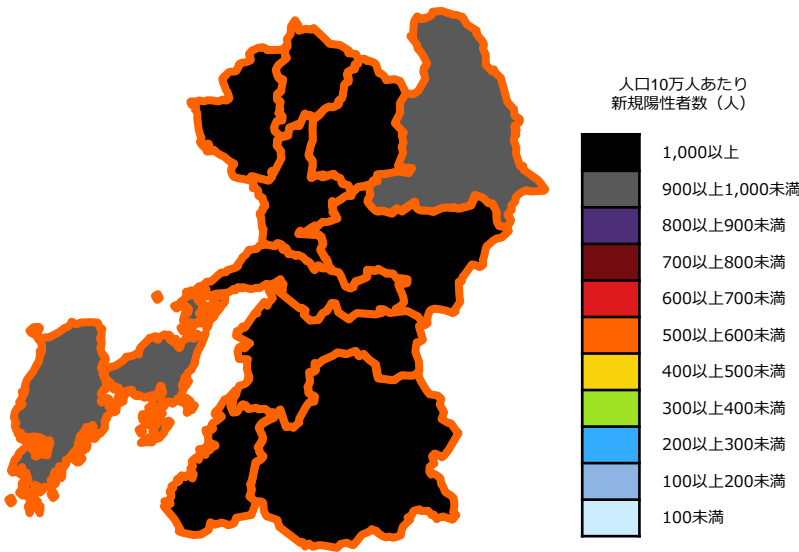 人口10万人あたり
新規陽性者数（人）
1,000以上
900以上1,000未満
800以上900未満
700以上800未満
600以上700未満
500以上600未満
400以上500未満
300以上400未満
200以上300未満
100以上200未満
100未満